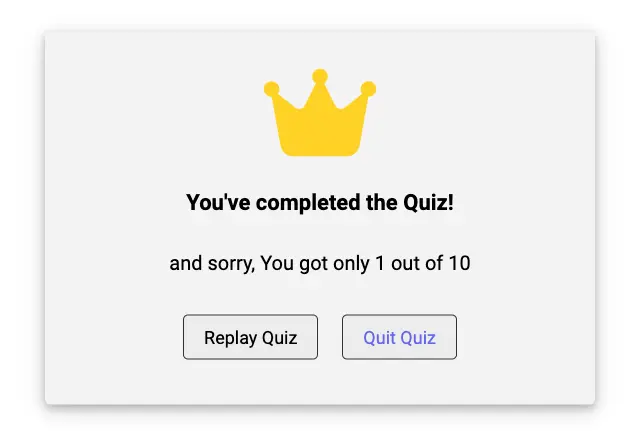 You've completed the Quiz!
and sorry, You got only 1 out of 10
Replay Quiz
Quit Quiz